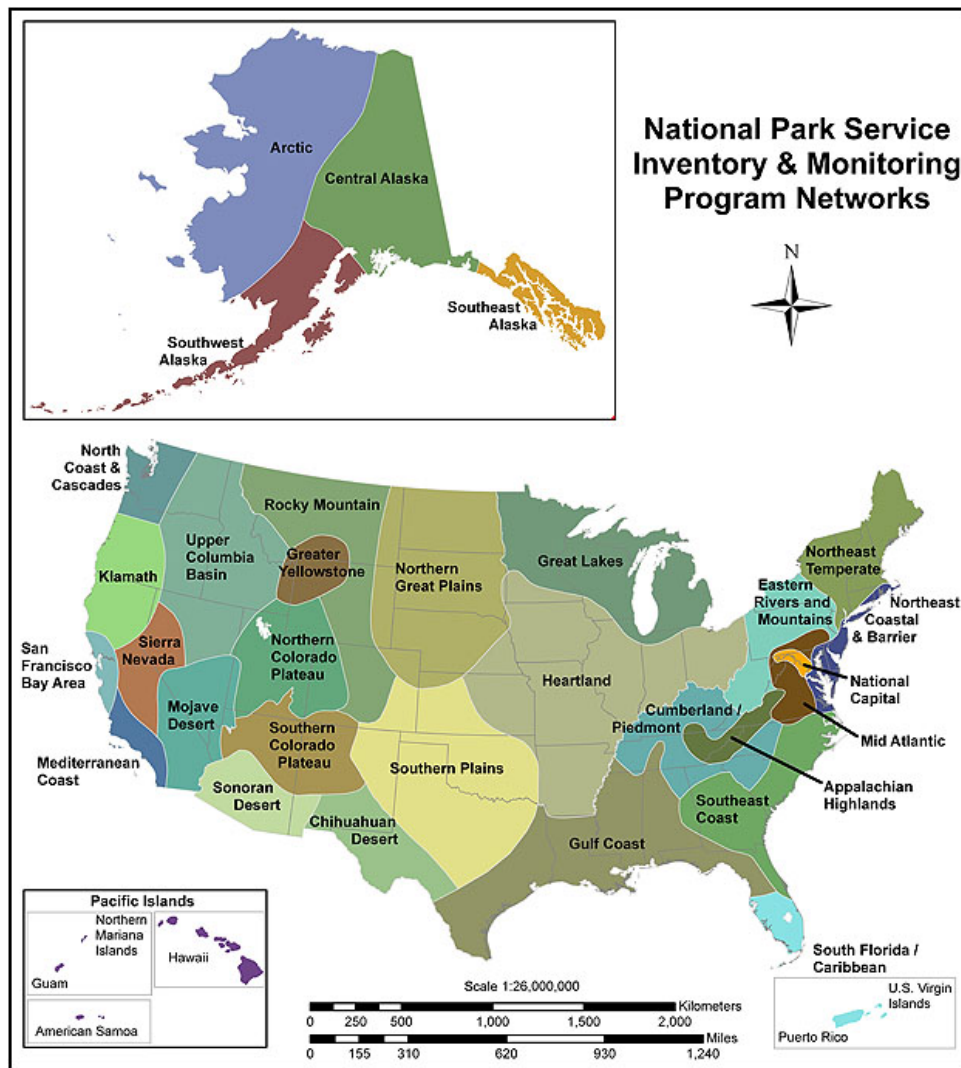 National Park Service
Inventory & Monitoring
Program Networks
N
Arctic
Central Alaska
Southwest
Alaska
Southeast
Alaska
North
Coast &
Cascades
Rocky Mountain
Upper
Columbia
Basin
Klamath
Greater
Yellowstone
Northern
Great Plains
Great Lakes
Northeast
Temperate
Eastern
Rivers and
Mountains
Northeast
Coastal
& Barrier
San
Francisco
Bay Area
Sierra
Nevada
Northern
Colorado
Plateau
Heartland
National
Capital
Mojave
Desert
Cumberland /
Piedmont
Mid Atlantic
Mediterranean
Coast
Southern
Colorado
Plateau
Southern Plains
Appalachian
Highlands
Sonoran
Desert
Chihuahuan
Desert
Southeast
Coast
Gulf Coast
South Florida /
Caribbean
U.S. Virgin
Islands
Puerto Rico
Pacific Islands
Northern
Mariana
Islands
Guam
Hawaii
American Samoa
Scale 1:26,000,000
Kilometers
0 250 500 1,000 1,500 2,000
Miles
0 155 310 620 930 1,240